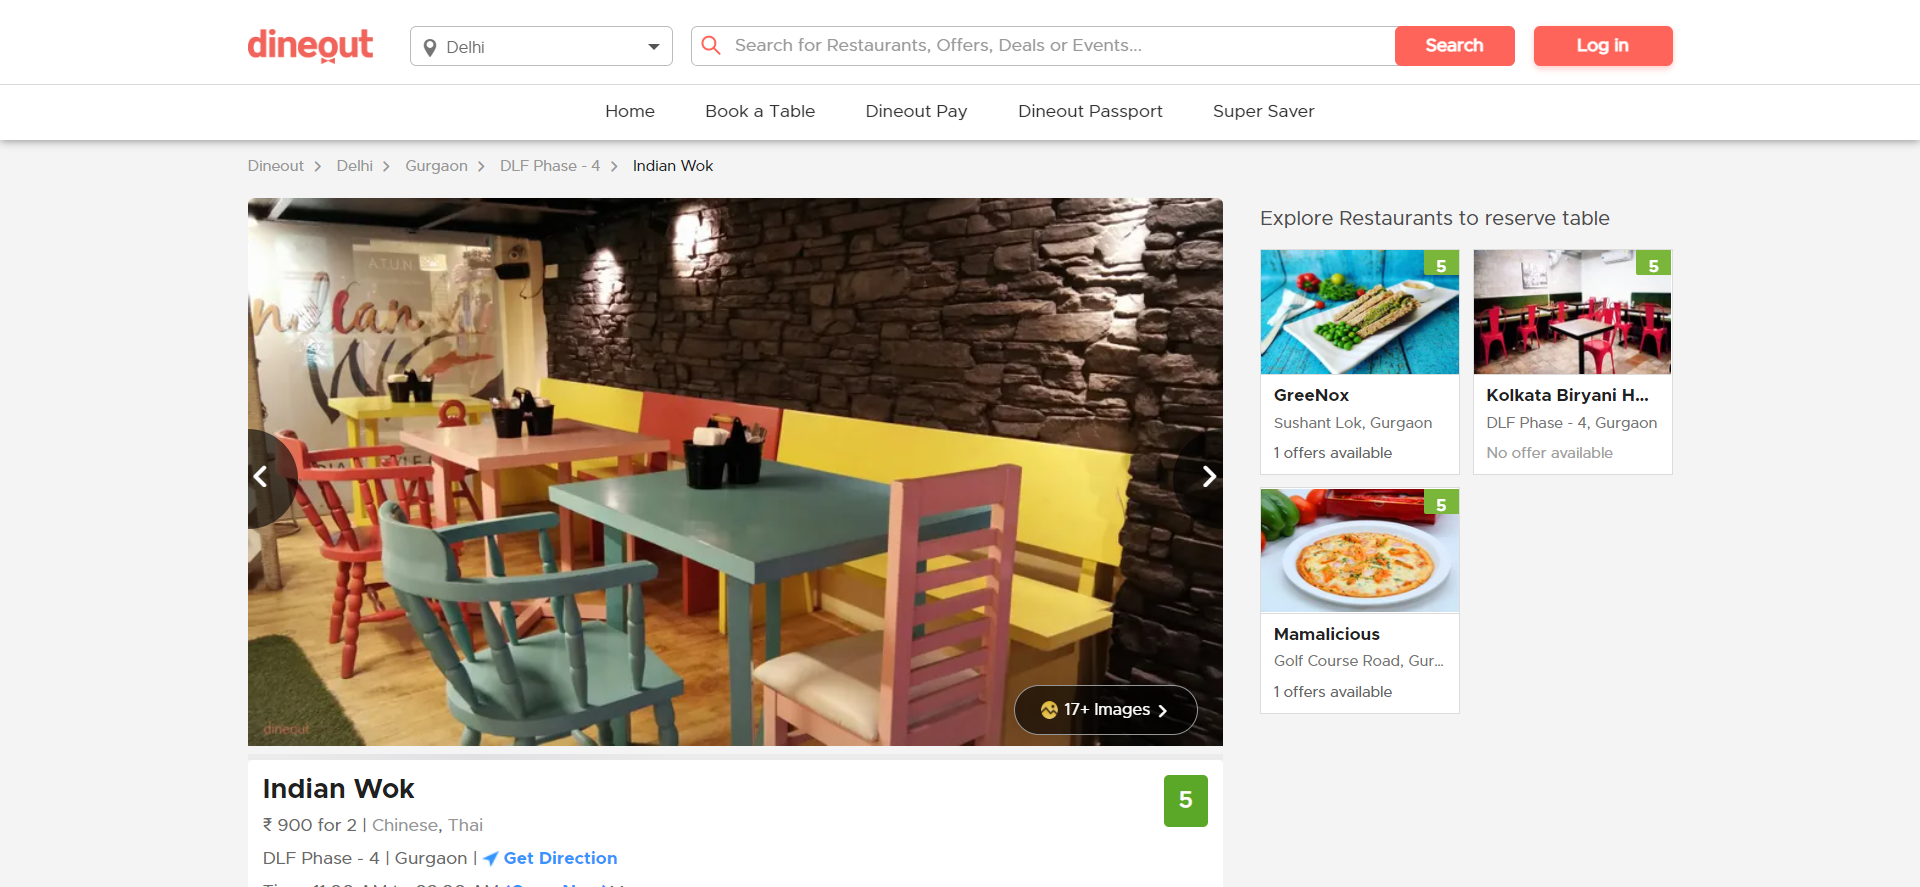 dineout
Delhi
Search for Restaurants, Offers, Deals or Events...
Search
Log in
Home
Book a Table
Dineout Pay
Dineout Passport
Super Saver
Dineout > Delhi > Gurgaon > DLF Phase - 4 > Indian Wok
A.T.U.N.
dineout
17+ Images
Explore Restaurants to reserve table
5
GreeNox
Sushant Lok, Gurgaon
1 offers available
5
Kolkata Biryani H...
DLF Phase - 4, Gurgaon
No offer available
5
Mamalicious
Golf Course Road, Gur...
1 offers available
Indian Wok
5
₹ 900 for 2 | Chinese, Thai
DLF Phase - 4 | Gurgaon | Get Direction